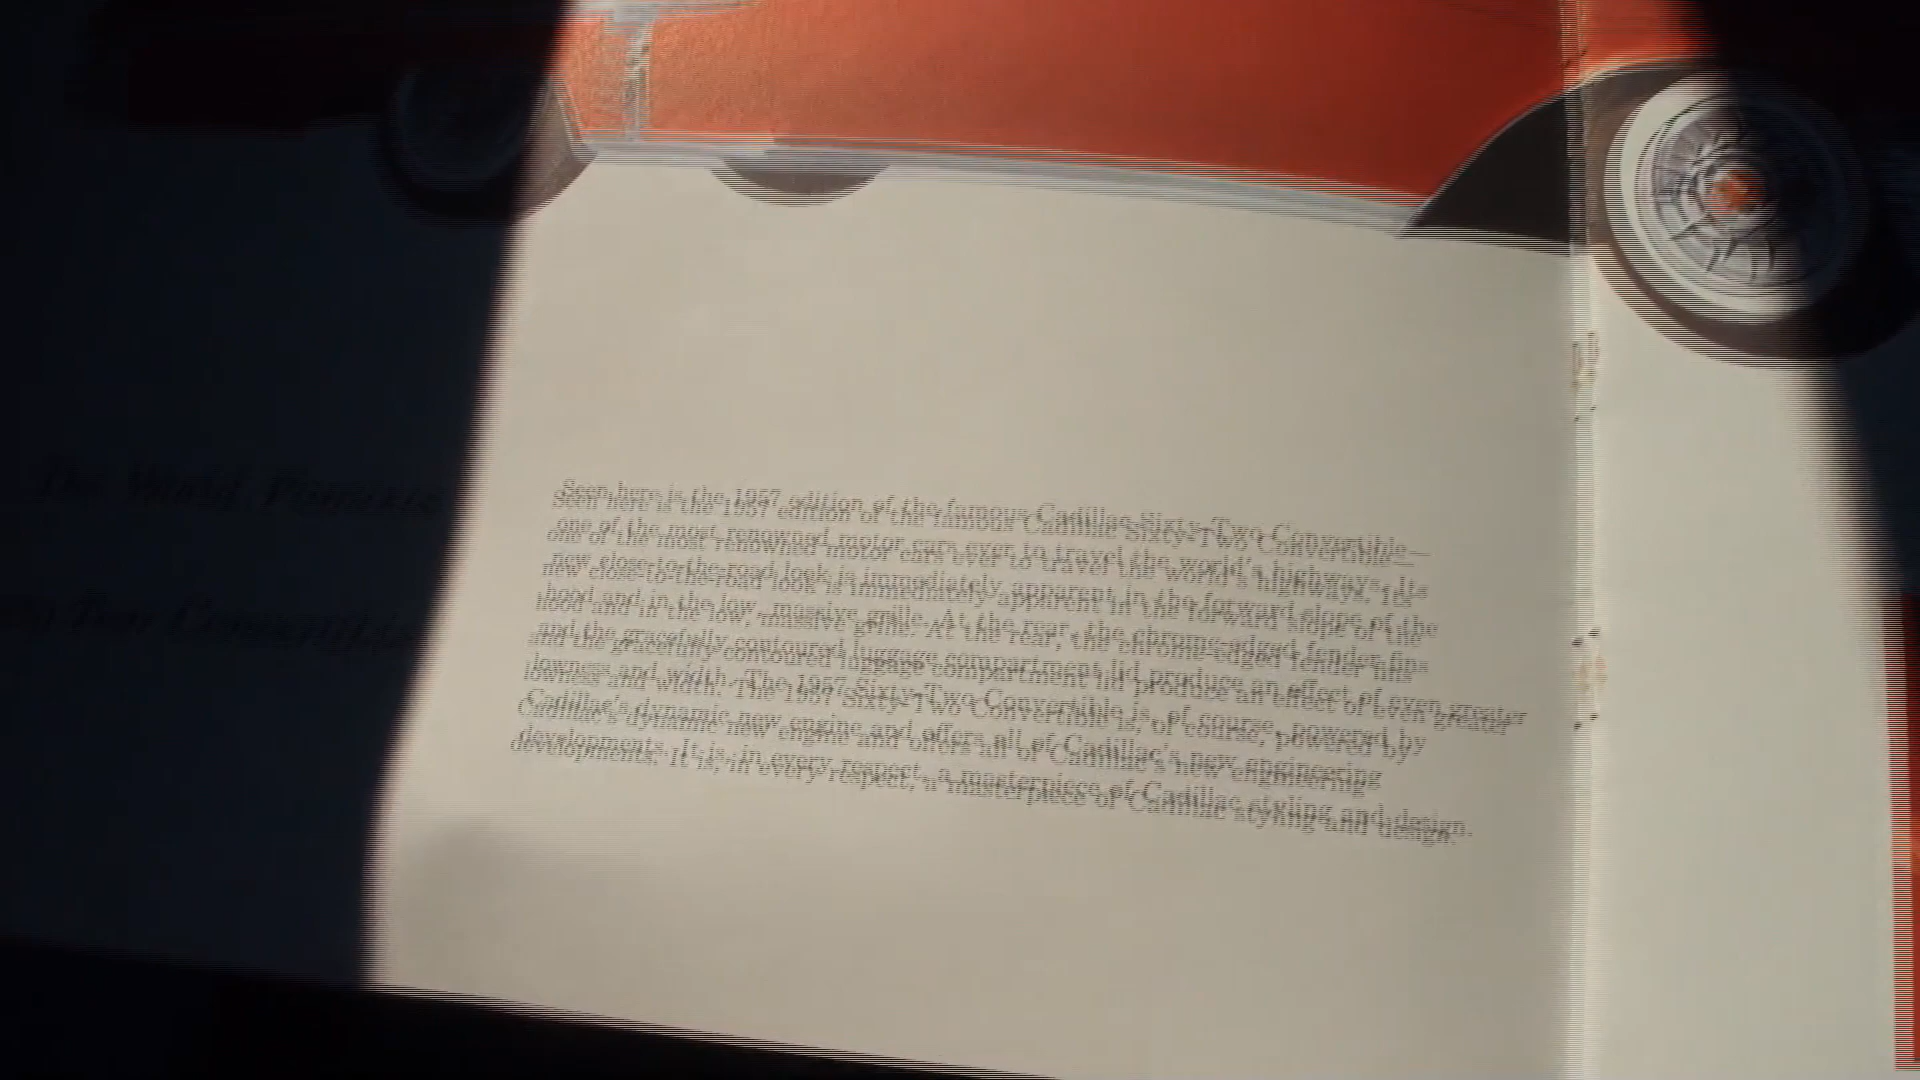 The World Famous
Two Convertible
Seen here is the 1957 edition of the famous Cadillac Sixty-Two Convertible—
one of the most renowned motor cars ever to travel the world's highways. Its
new close-to-the-road look is immediately apparent in the forward slope of the
hood and in the low, massive grille. At the rear, the chrome-edged fender fins
and the gracefully contoured luggage compartment lid produce an effect of even greater
lowness and width. The 1957 Sixty-Two Convertible is, of course, powered by
Cadillac's dynamic new engine and offers all of Cadillac's new engineering
developments. It is, in every respect, a masterpiece of Cadillac styling and design.